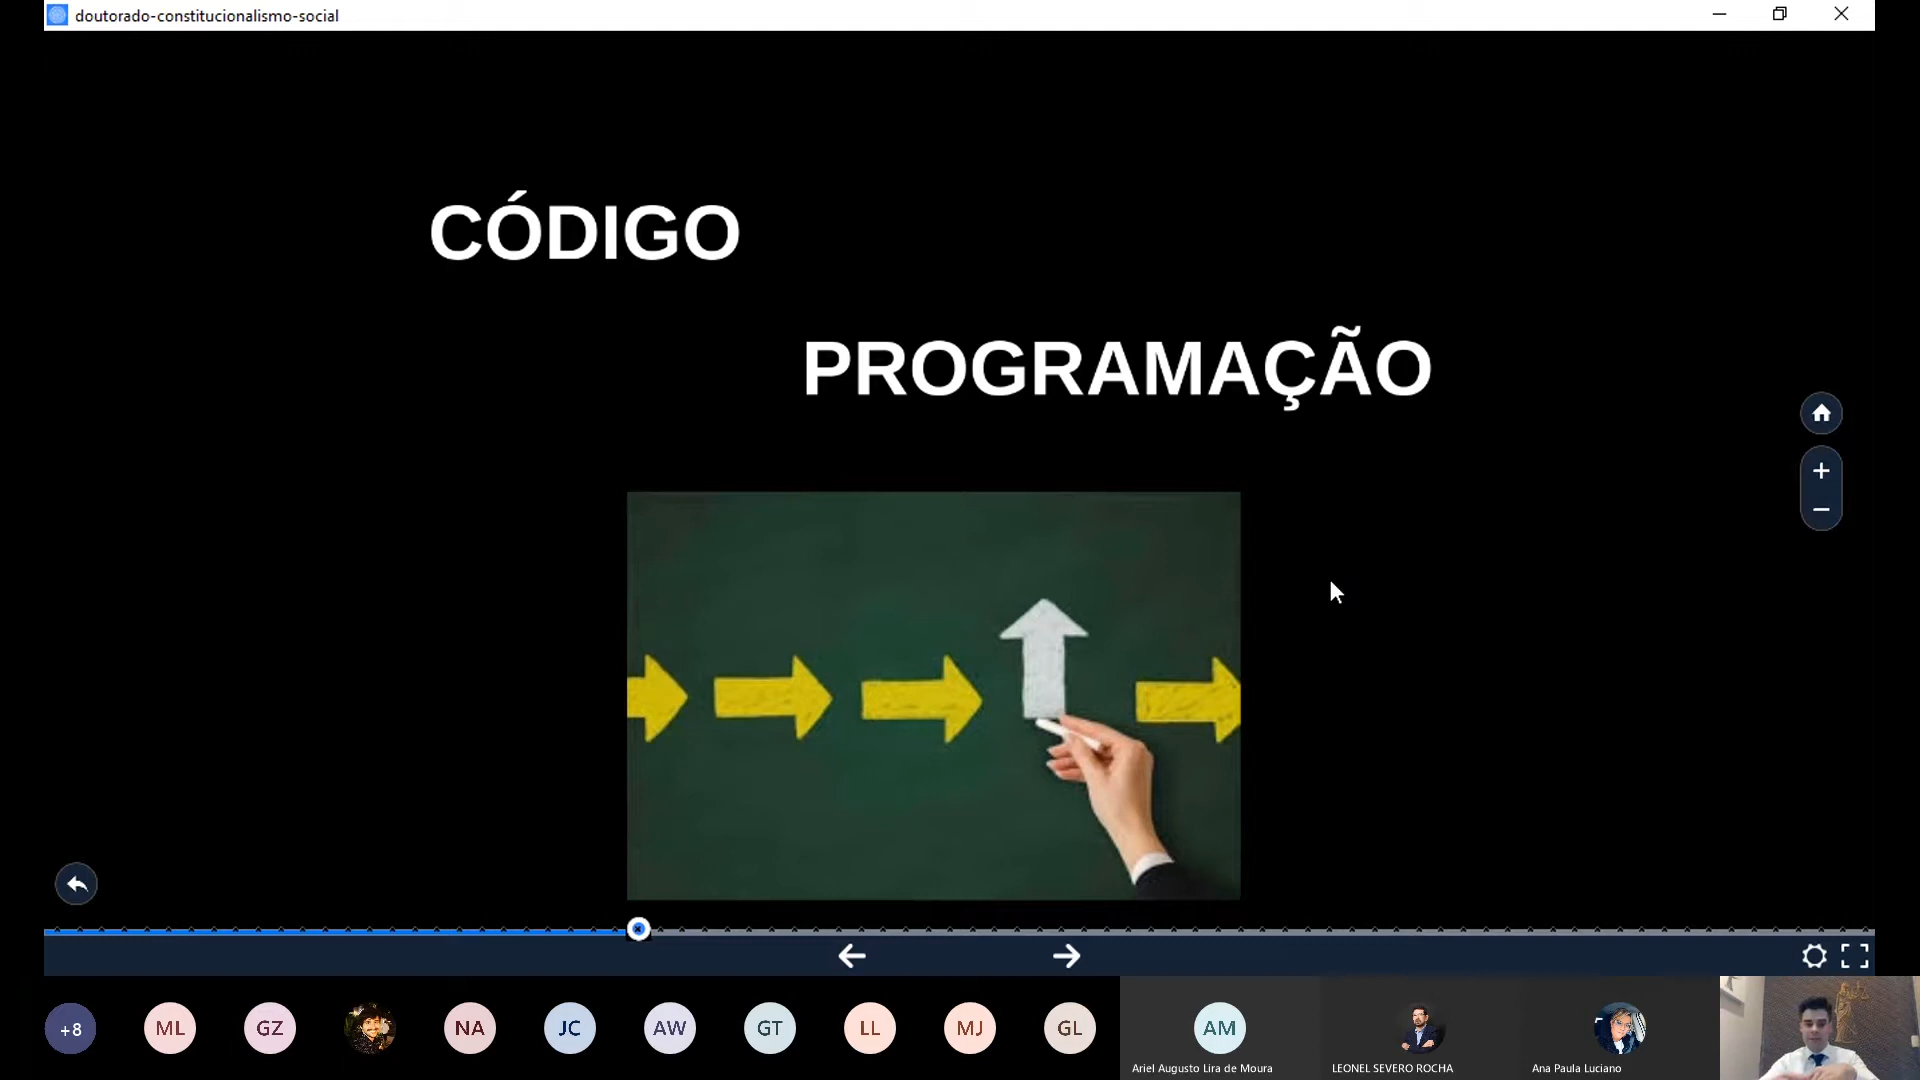 doutorado-constitucionalismo-social
CÓDIGO
PROGRAMAÇÃO
+8
ML
GZ
NA
JC
AW
GT
LL
MJ
GL
AM
Ariel Augusto Lira de Moura
LEONEL SEVERO ROCHA
Ana Paula Luciano